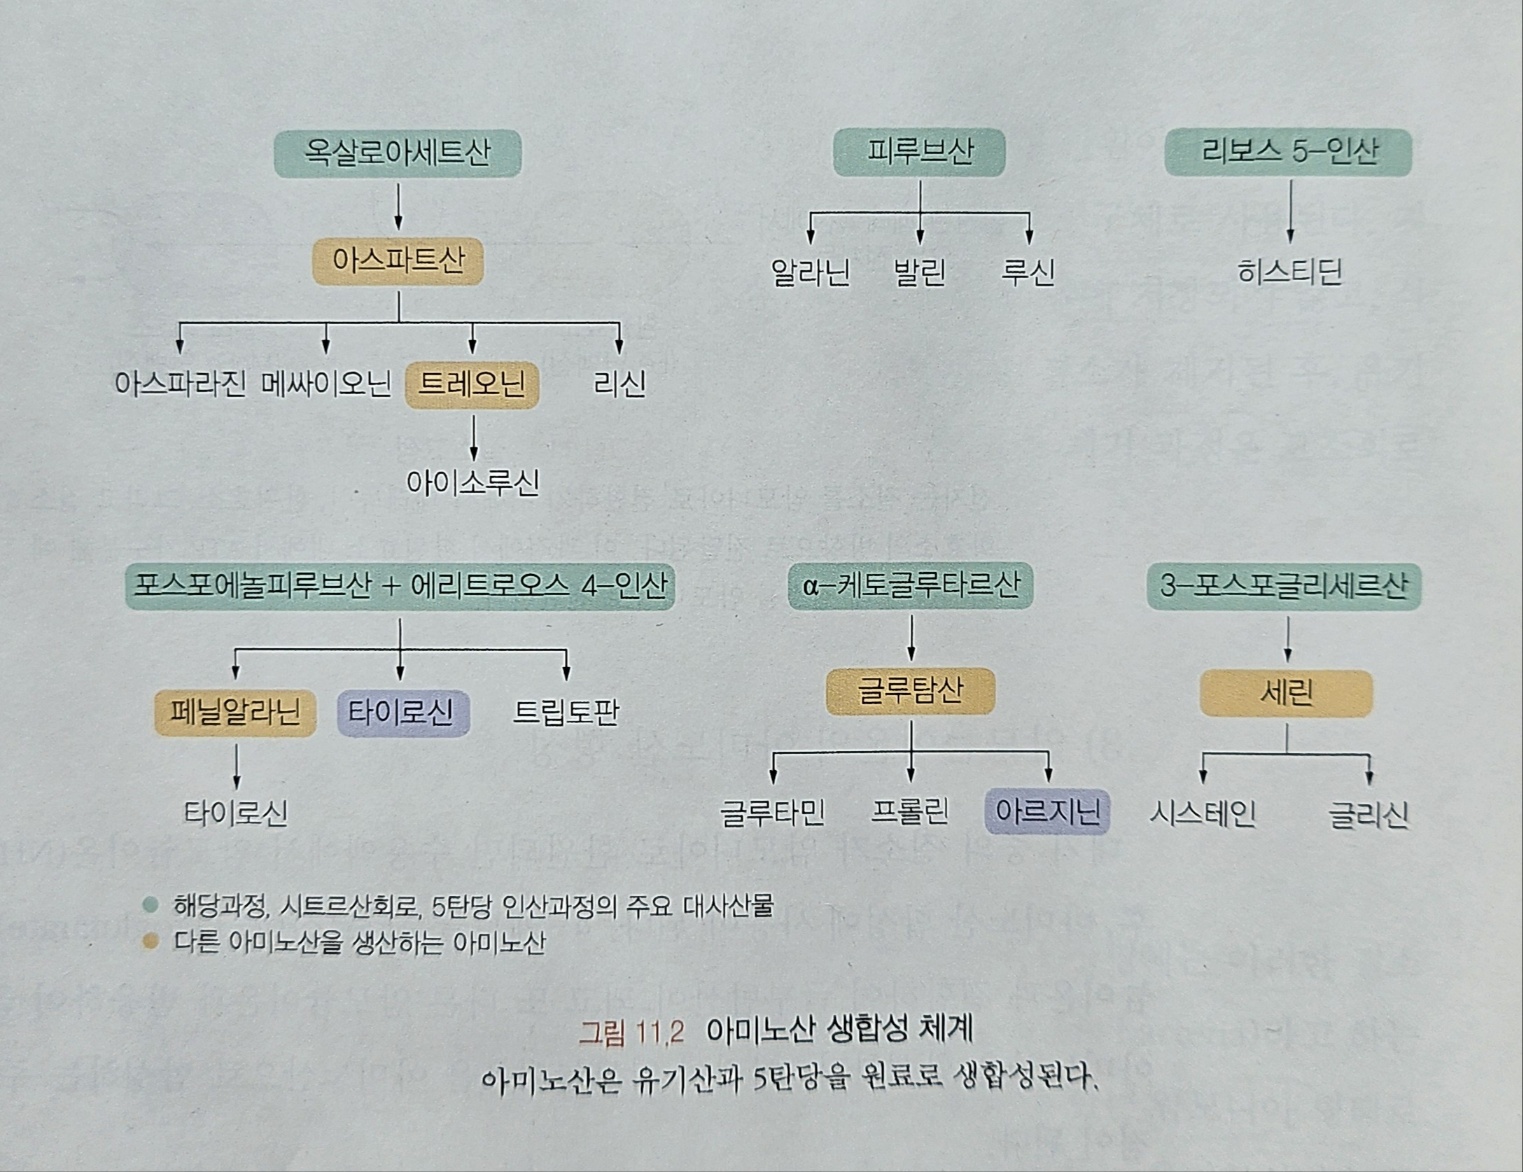 옥살로아세트산
아스파트산
아스파라진 메싸이오닌 트레오닌 리신
아이소루신
피루브산
알라닌 발린 루신
리보스 5-인산
히스티딘
포스포에놀피루브산 + 에리트로오스 4-인산
페닐알라닌 타이로신 트립토판
타이로신
α-케토글루타르산
글루탐산
글루타민 프롤린 아르지닌
3-포스포글리세르산
세린
시스테인 글리신
해당과정, 시트르산회로, 5탄당 인산과정의 주요 대사산물
다른 아미노산을 생산하는 아미노산
그림 11.2 아미노산 생합성 체계
아미노산은 유기산과 5탄당을 원료로 생합성된다.